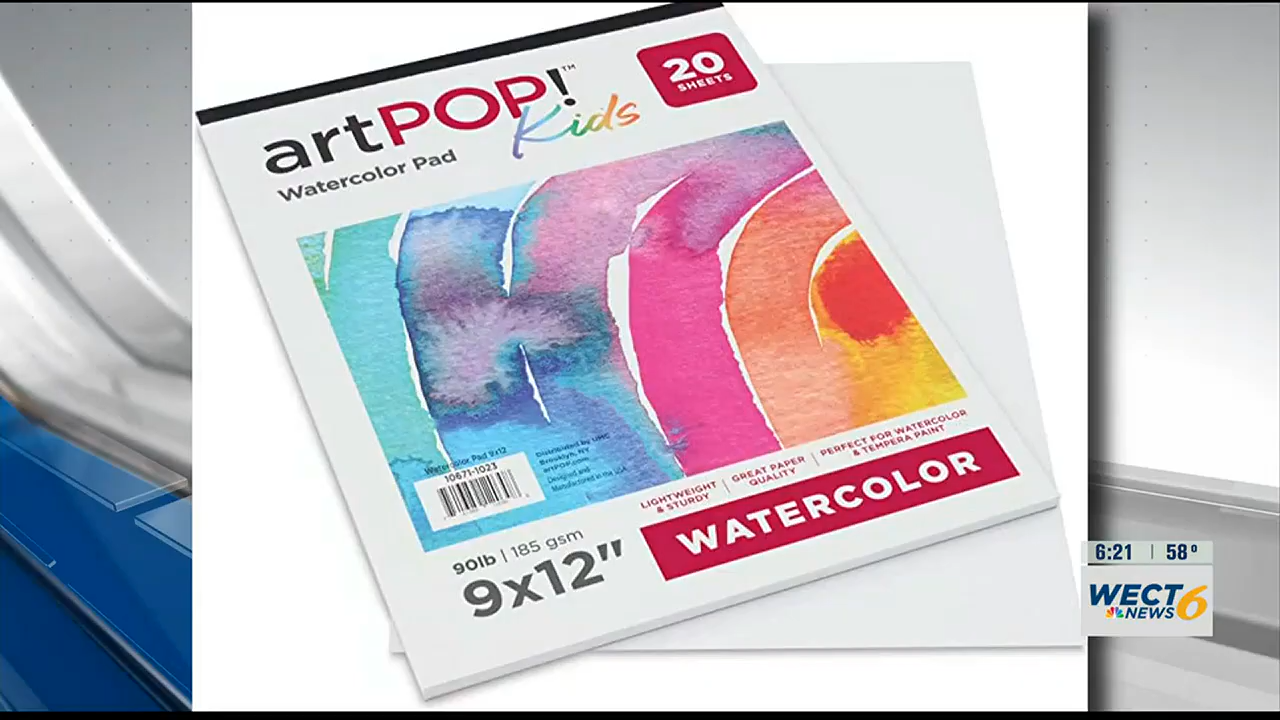 artPOP!™
Kids
Watercolor Pad
20
SHEETS
Watercolor Pad 9x12
10671-1023
Distributed by UMC
Brooklyn, NY
artPOP.com
Designed and
Manufactured in the USA
LIGHTWEIGHT
& STURDY
GREAT PAPER
QUALITY
PERFECT FOR WATERCOLOR
& TEMPERA PAINT
WATERCOLOR
90lb | 185 gsm
9x12"
6:21 | 58°
WECT 6
NEWS